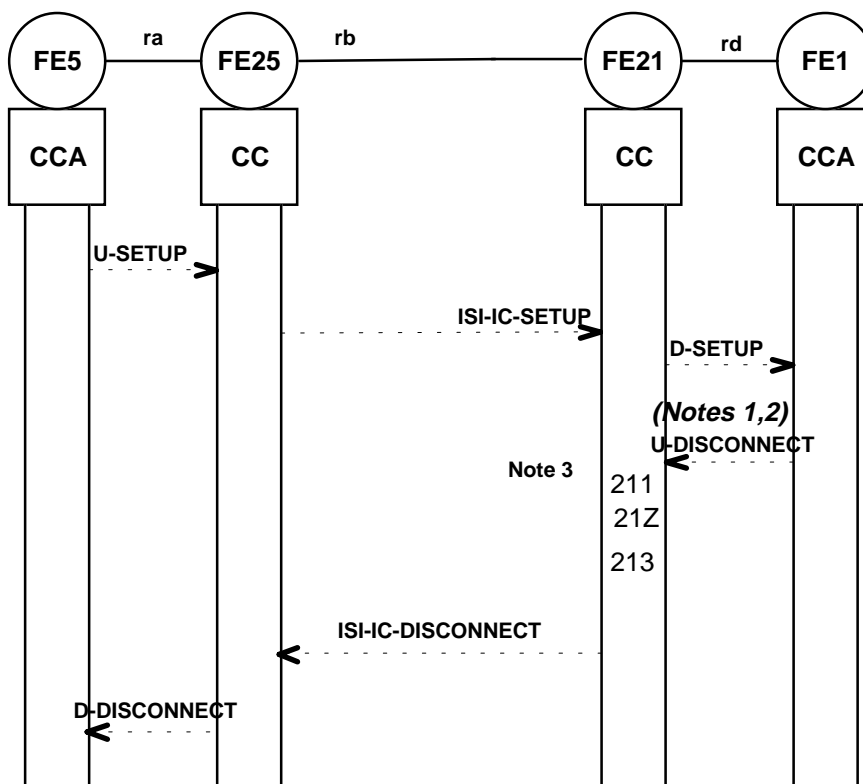 ra rb rd
FE5 FE25 FE21 FE1
CCA CC CC CCA
U-SETUP
ISI-IC-SETUP
D-SETUP
(Notes 1,2)
U-DISCONNECT
Note 3
211
21Z
213
ISI-IC-DISCONNECT
D-DISCONNECT